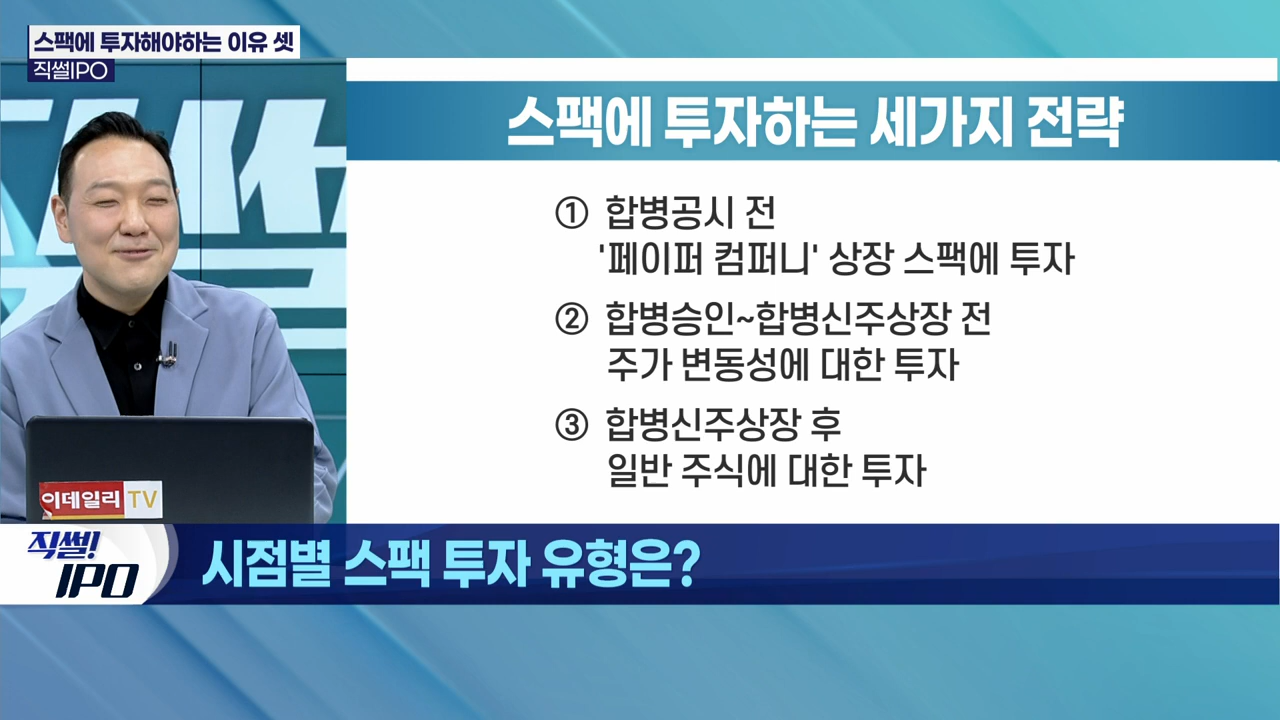 스팩에 투자해야하는 이유 셋
직썰IPO
스팩에 투자하는 세가지 전략
① 합병공시 전
'페이퍼 컴퍼니' 상장 스팩에 투자
② 합병승인~합병신주상장 전
주가 변동성에 대한 투자
③ 합병신주상장 후
일반 주식에 대한 투자
이데일리 TV
직썰!
IPO
시점별 스팩 투자 유형은?